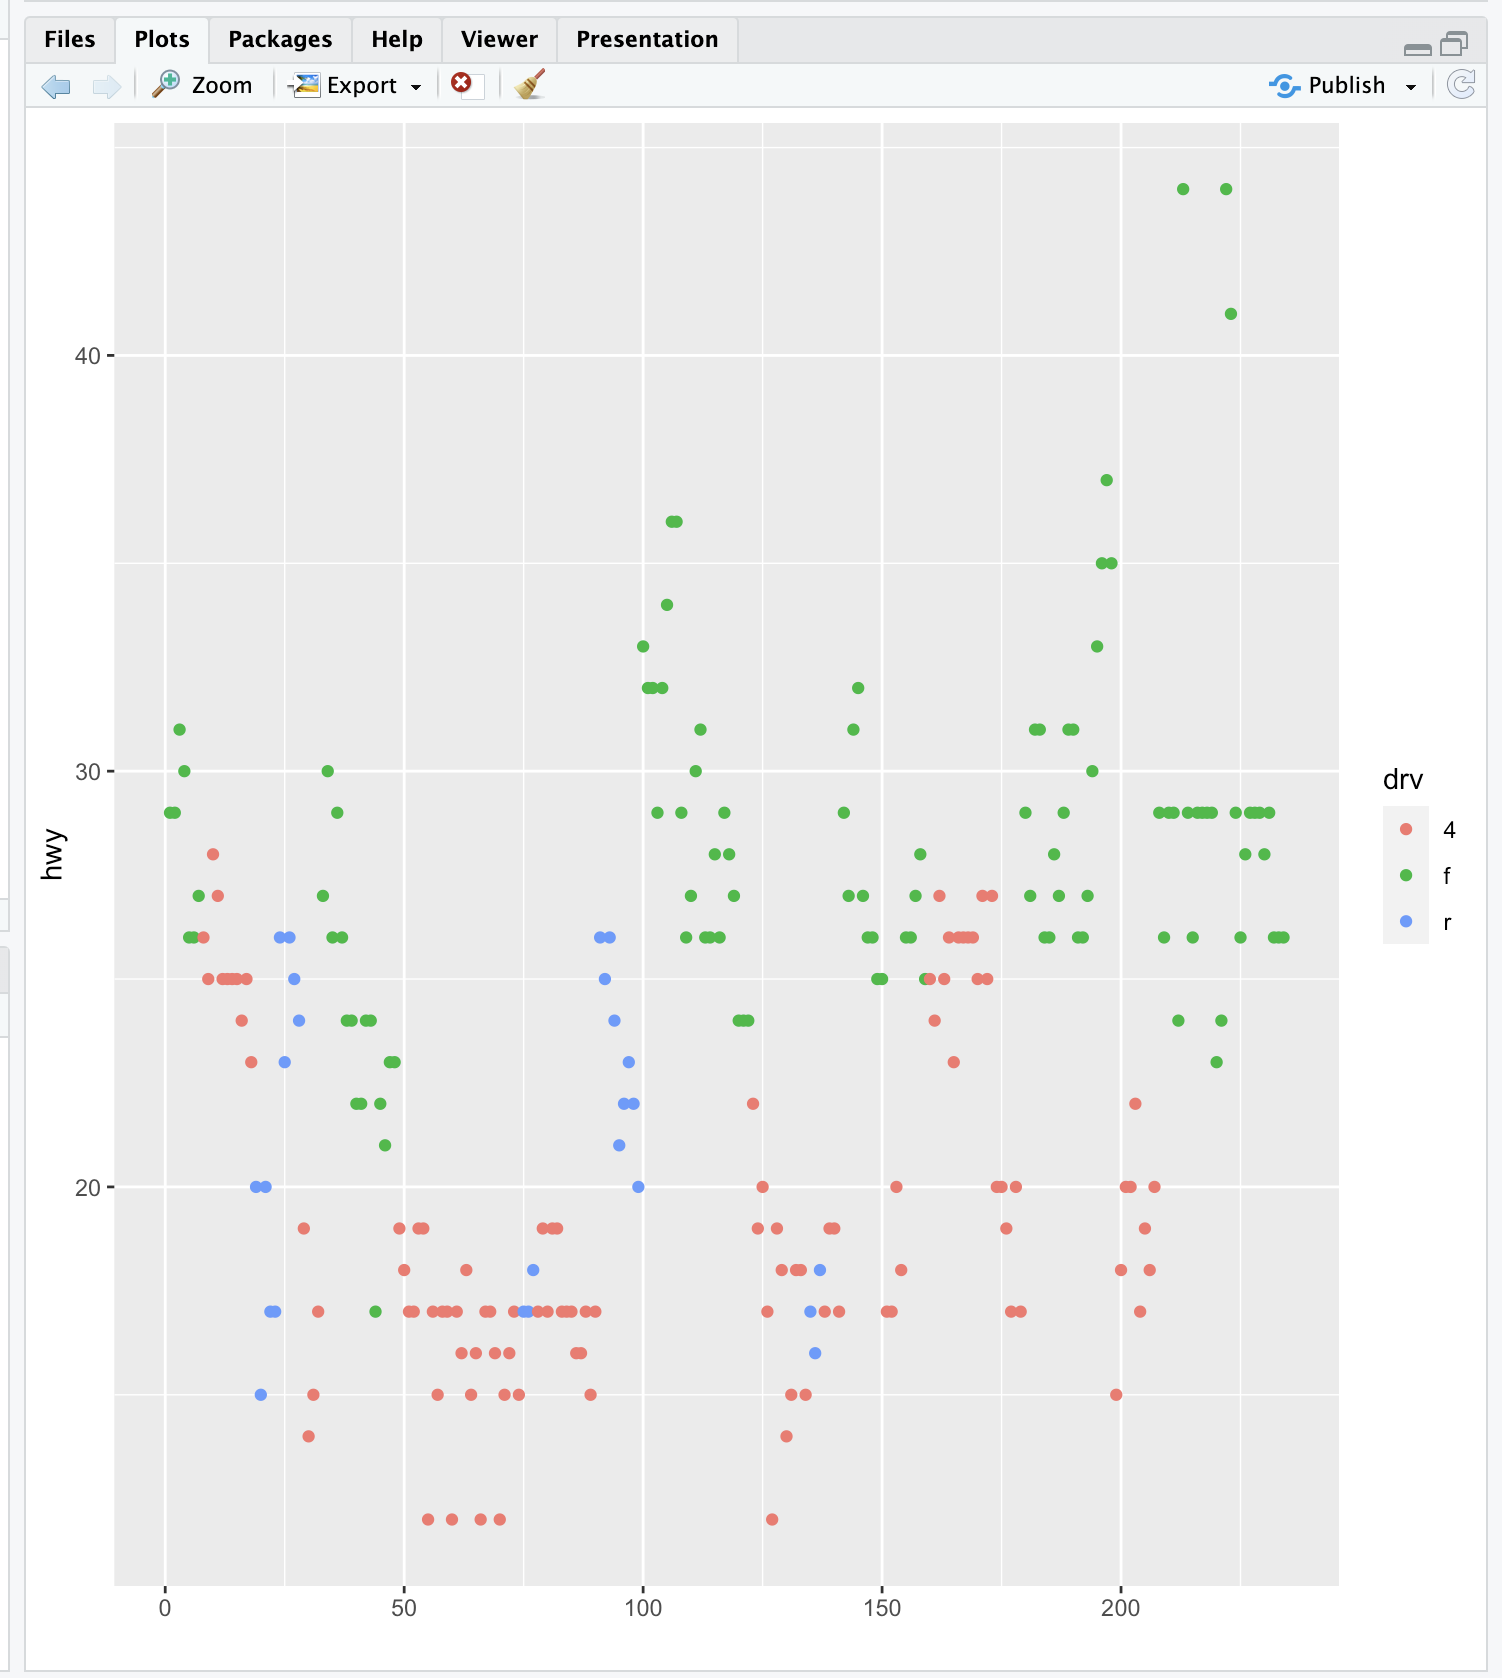 Files Plots Packages Help Viewer Presentation
Zoom Export Publish
40
30
20
hwy
0 50 100 150 200
drv
4
f
r